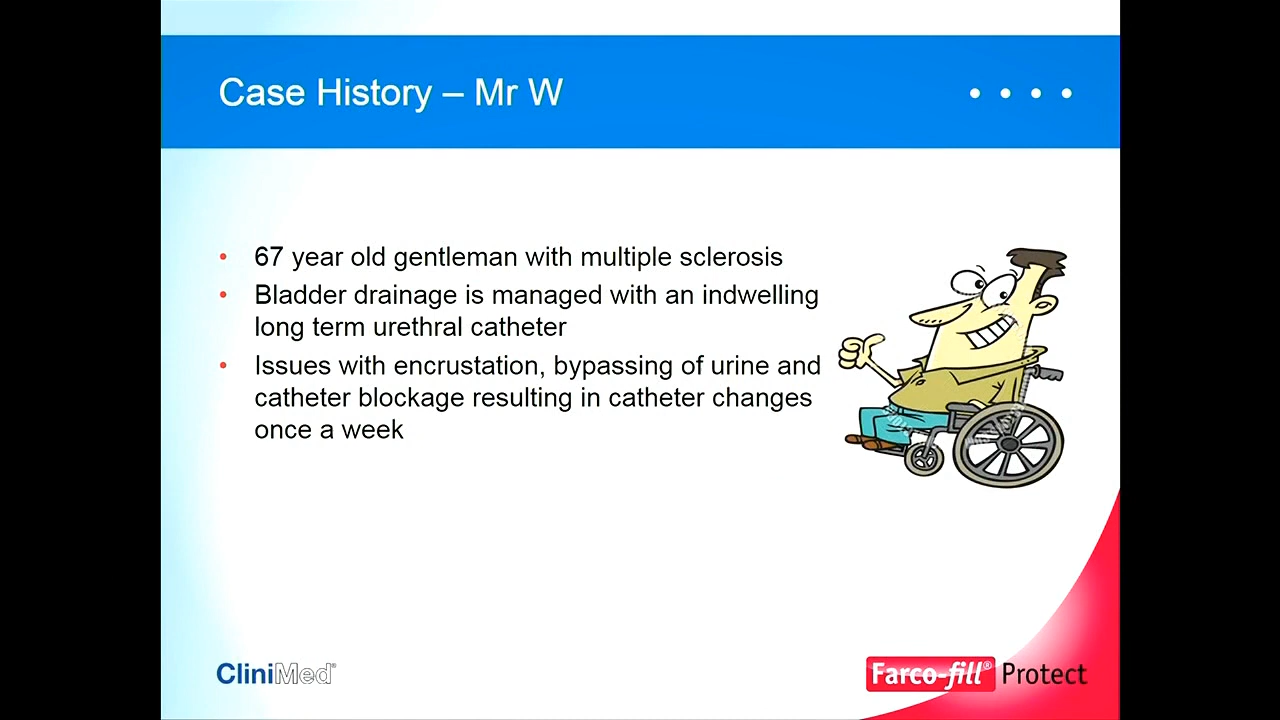 Case History – Mr W
• 67 year old gentleman with multiple sclerosis
• Bladder drainage is managed with an indwelling
long term urethral catheter
• Issues with encrustation, bypassing of urine and
catheter blockage resulting in catheter changes
once a week
CliniMed®
Farco-fill® Protect